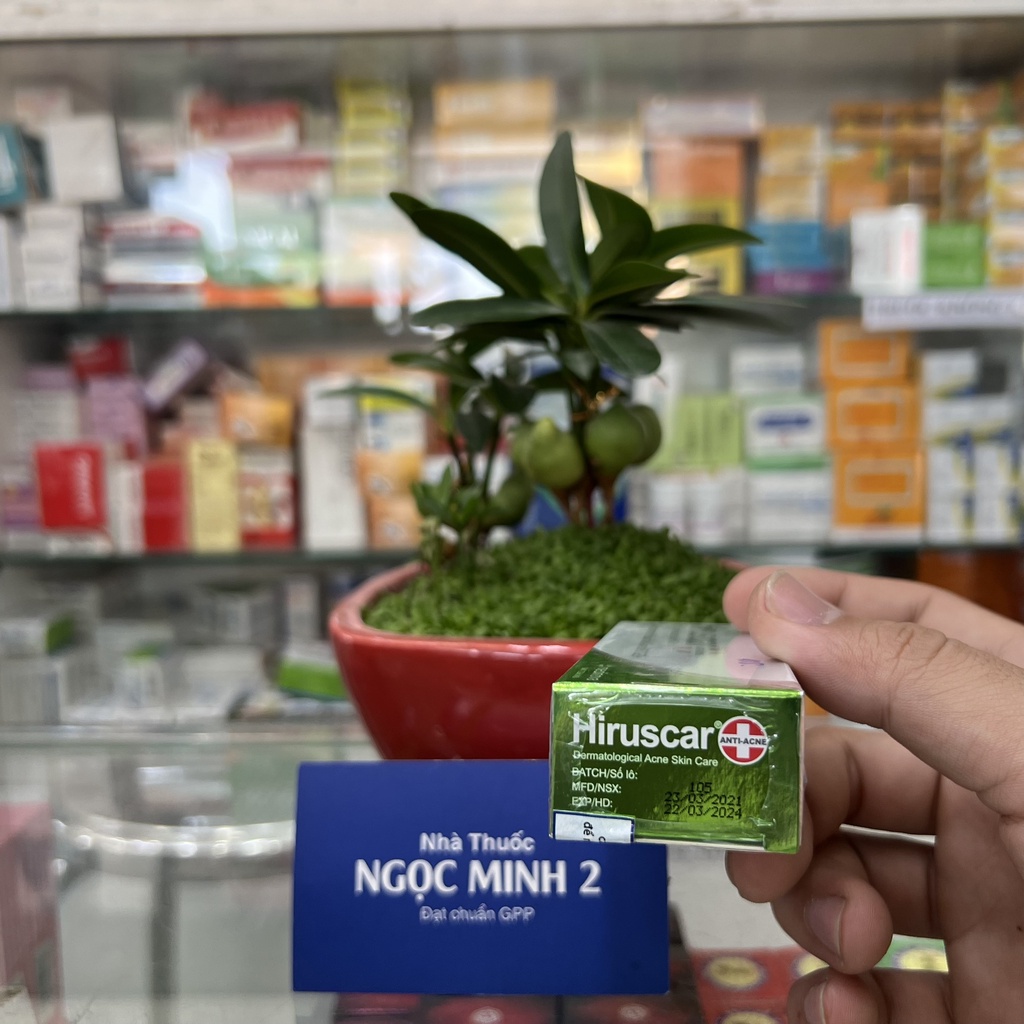 Hiruscar®
ANTI-ACNE
Dermatological Acne Skin Care
BATCH/Số lô:
105
MFD/NSX:
23/03/2021
EXP/HD:
22/03/2024
Nhà Thuốc
NGỌC MINH 2
Đạt chuẩn GPP